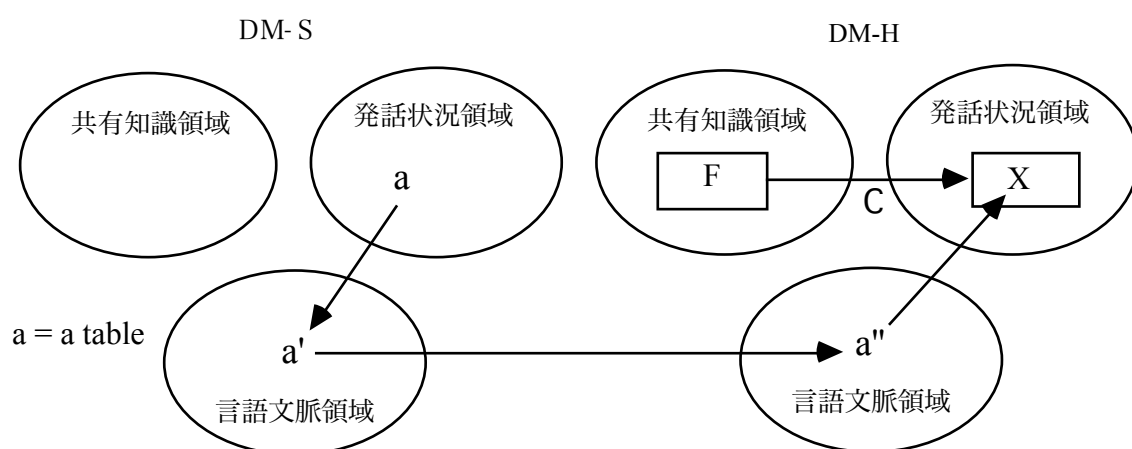 DM-S
DM-H
共有知識領域
発話状況領域
共有知識領域
発話状況領域
a
F
X
C
a = a table
a'
a"
言語文脈領域
言語文脈領域